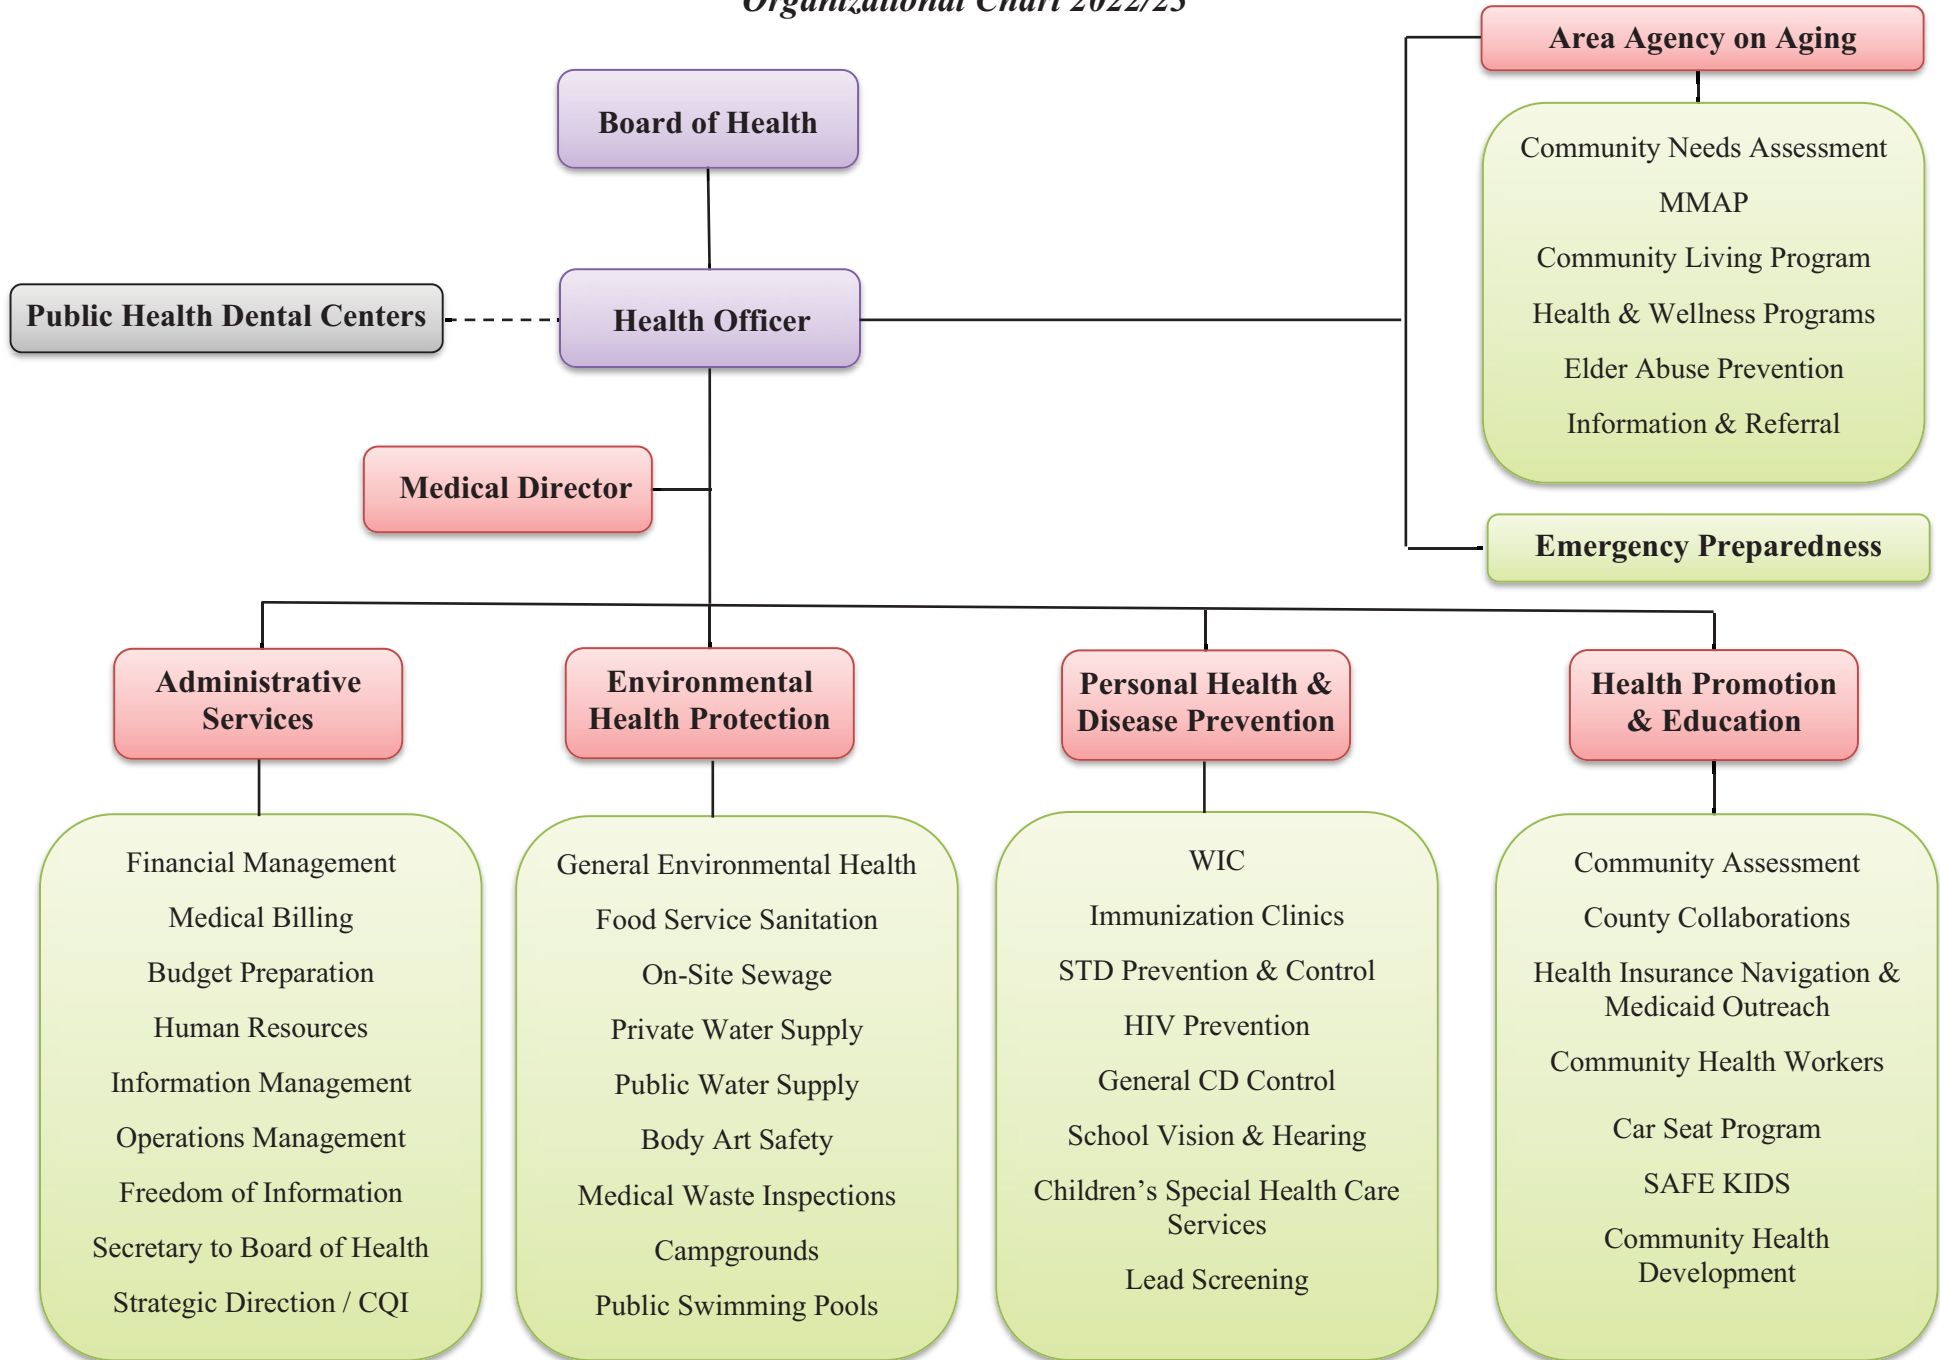 Organizational Chart 2022/23
Area Agency on Aging
Board of Health
Community Needs Assessment
MMAP
Community Living Program
Health & Wellness Programs
Elder Abuse Prevention
Information & Referral
Public Health Dental Centers
Health Officer
Medical Director
Emergency Preparedness
Administrative
Services
Financial Management
Medical Billing
Budget Preparation
Human Resources
Information Management
Operations Management
Freedom of Information
Secretary to Board of Health
Strategic Direction / CQI
Environmental
Health Protection
General Environmental Health
Food Service Sanitation
On-Site Sewage
Private Water Supply
Public Water Supply
Body Art Safety
Medical Waste Inspections
Campgrounds
Public Swimming Pools
Personal Health &
Disease Prevention
WIC
Immunization Clinics
STD Prevention & Control
HIV Prevention
General CD Control
School Vision & Hearing
Children’s Special Health Care
Services
Lead Screening
Health Promotion
& Education
Community Assessment
County Collaborations
Health Insurance Navigation &
Medicaid Outreach
Community Health Workers
Car Seat Program
SAFE KIDS
Community Health
Development